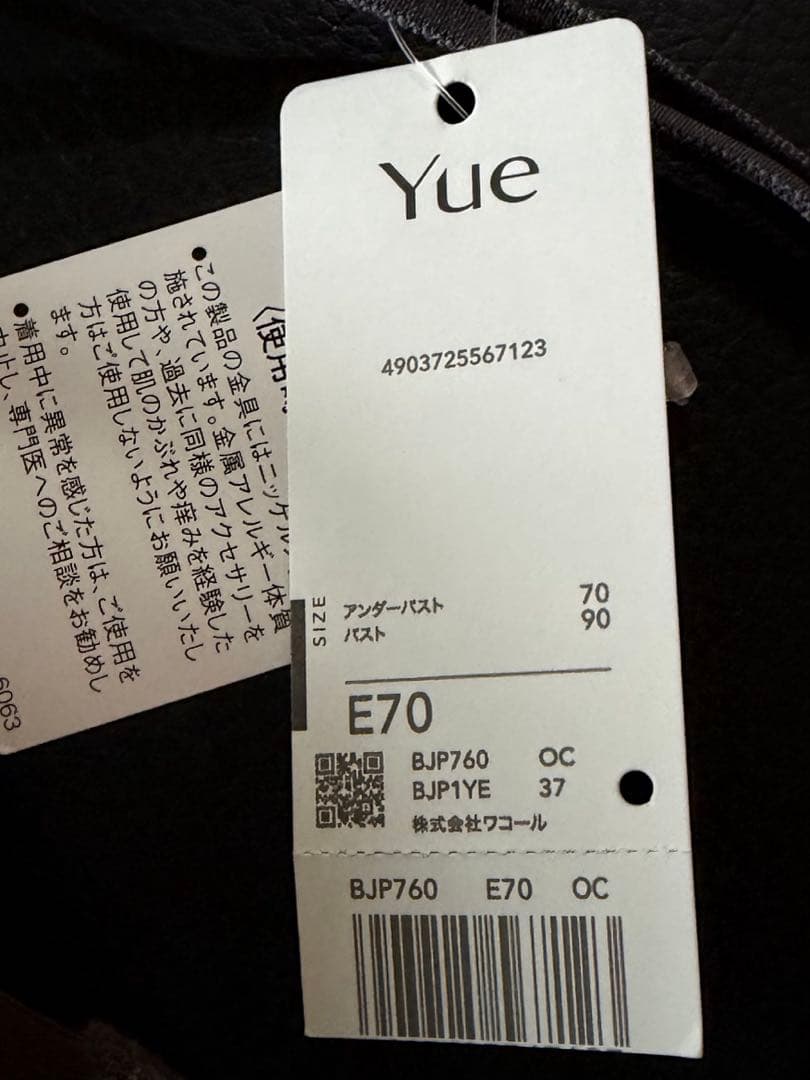 Yue
4903725567123
SIZE
アンダーバスト 70
バスト 90
E70
BJP760 OC
BJP1YE 37
株式会社ワコール
BJP760 E70 OC
〈使用
●この製品の金具にはニッケル
施されています。金属アレルギー体質
の方や、過去に同様のアクセサリーを
使用して肌のかぶれや痒みを経験した
方はご使用しないようにお願いいたし
ます。
●着用中に異常を感じた方は、ご使用を
中止し、専門医へのご相談をお勧めし
6063